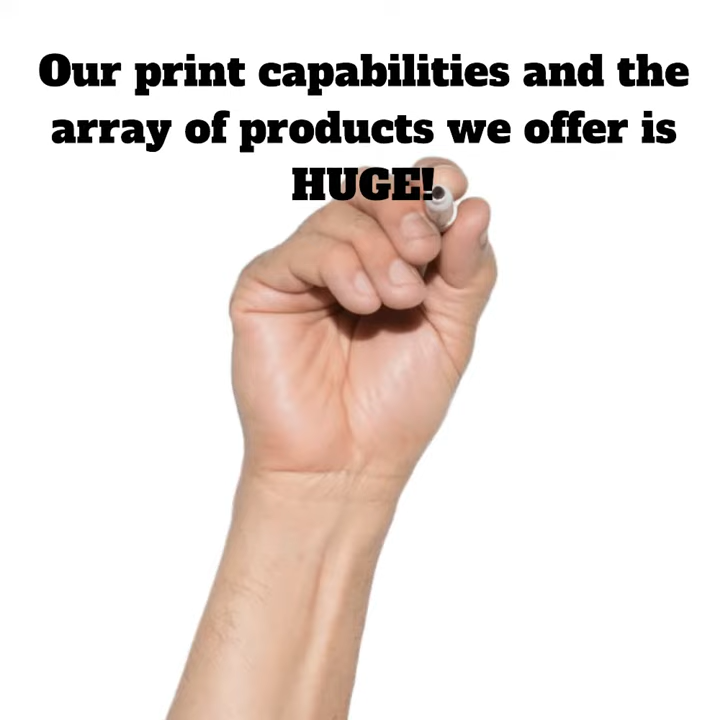 Our print capabilities and the
array of products we offer is
HUGE!